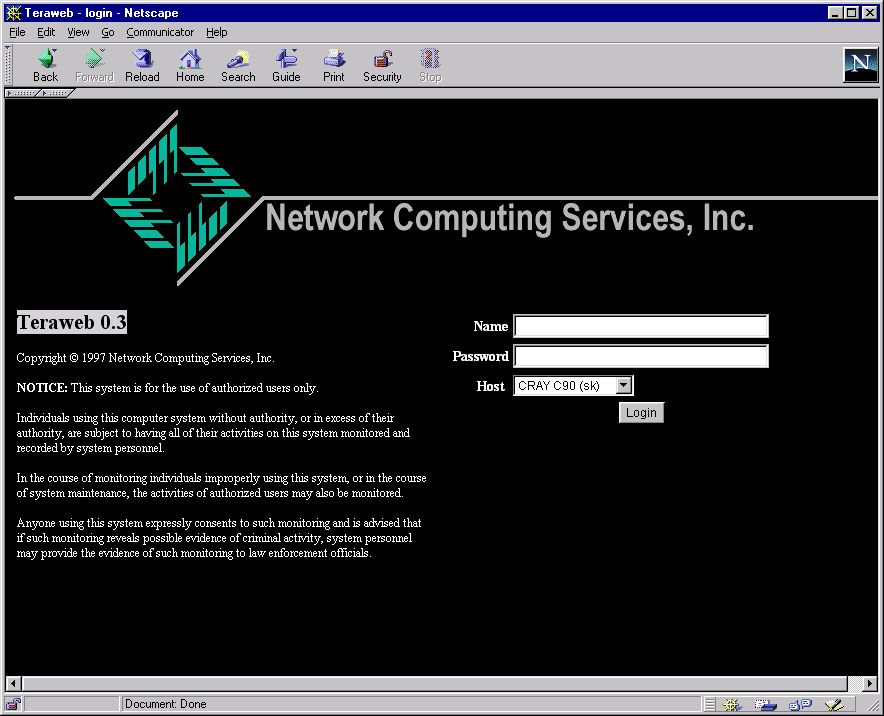 Teraweb - login - Netscape
File Edit View Go Communicator Help
Back Forward Reload Home Search Guide Print Security Stop
N
Network Computing Services, Inc.
Teraweb 0.3
Copyright © 1997 Network Computing Services, Inc.
NOTICE: This system is for the use of authorized users only.
Individuals using this computer system without authority, or in excess of their
authority, are subject to having all of their activities on this system monitored and
recorded by system personnel.
In the course of monitoring individuals improperly using this system, or in the course
of system maintenance, the activities of authorized users may also be monitored.
Anyone using this system expressly consents to such monitoring and is advised that
if such monitoring reveals possible evidence of criminal activity, system personnel
may provide the evidence of such monitoring to law enforcement officials.
Name
Password
Host CRAY C90 (sk)
Login
Document: Done